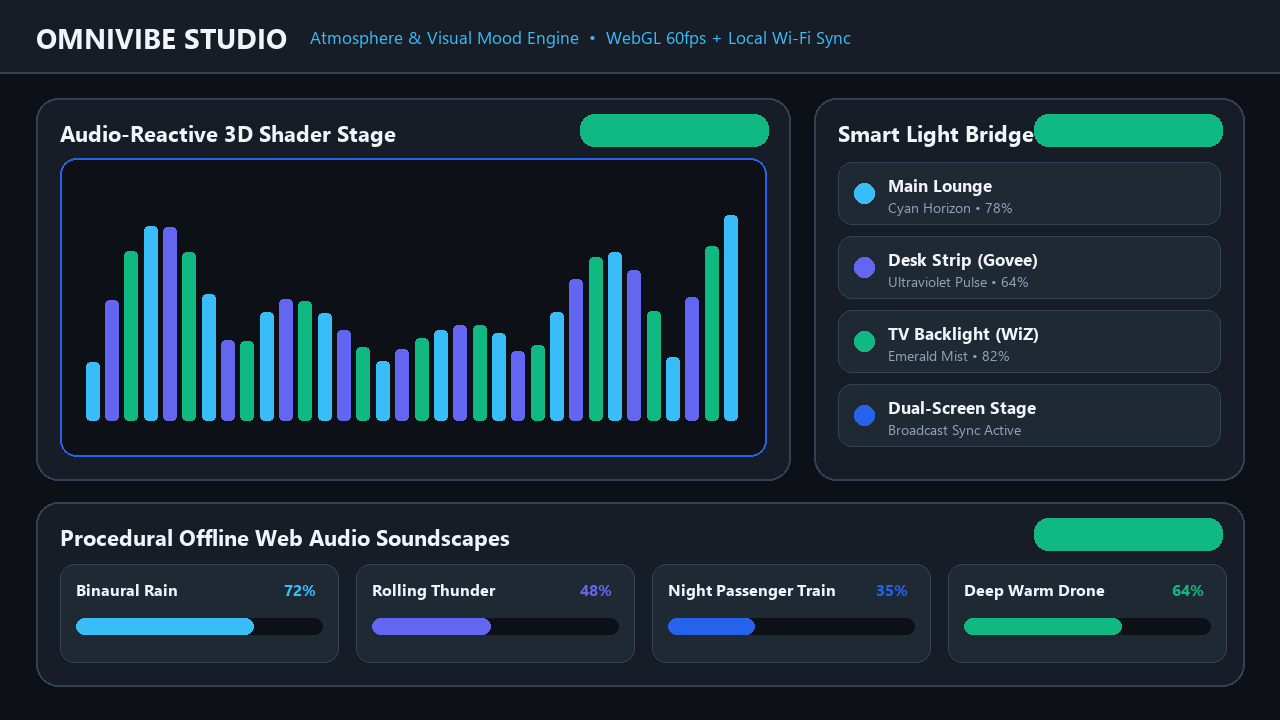 OMNIVIBE STUDIO
Atmosphere & Visual Mood Engine • WebGL 60fps + Local Wi-Fi Sync
Audio-Reactive 3D Shader Stage
Smart Light Bridge
Main Lounge
Cyan Horizon • 78%
Desk Strip (Govee)
Ultraviolet Pulse • 64%
TV Backlight (WiZ)
Emerald Mist • 82%
Dual-Screen Stage
Broadcast Sync Active
Procedural Offline Web Audio Soundscapes
Binaural Rain 72%
Rolling Thunder 48%
Night Passenger Train 35%
Deep Warm Drone 64%